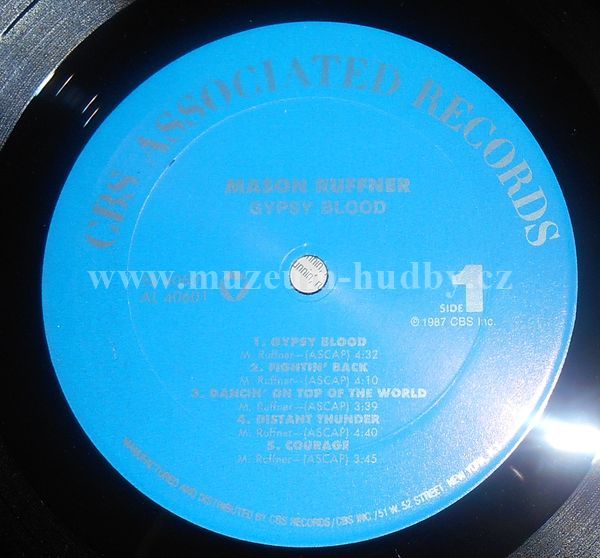 CBS ASSOCIATED RECORDS
MASON RUFFNER
GYPSY BLOOD
www.muzeum-hudby.cz
AL 40601
SIDE 1
℗ 1987 CBS Inc.
1. GYPSY BLOOD
M. Ruffner—(ASCAP) 4:32
2. FIGHTIN' BACK
M. Ruffner—(ASCAP) 4:10
3. DANCIN' ON TOP OF THE WORLD
M. Ruffner—(ASCAP) 3:39
4. DISTANT THUNDER
M. Ruffner—(ASCAP) 4:40
5. COURAGE
M. Ruffner—(ASCAP) 3:45
MANUFACTURED AND DISTRIBUTED BY CBS RECORDS/CBS INC./51 W. 52 STREET, NEW YORK